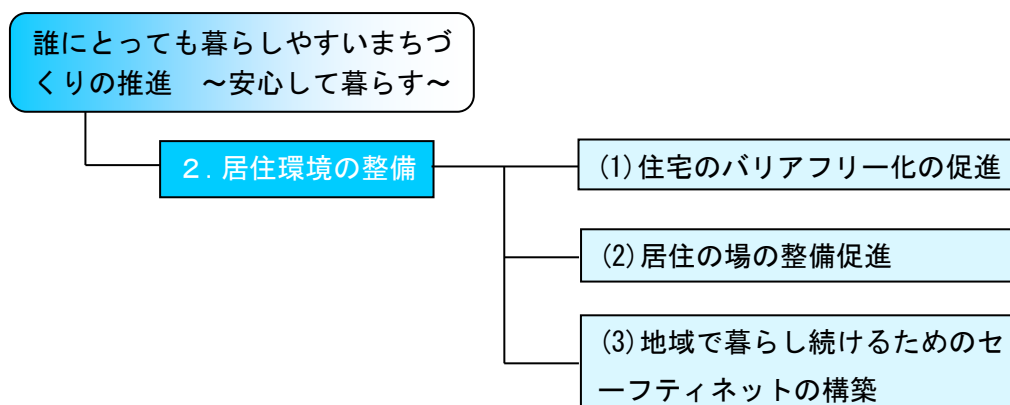 誰にとっても暮らしやすいまちづ
くりの推進　～安心して暮らす～
２．居住環境の整備
(1)住宅のバリアフリー化の促進
(2)居住の場の整備促進
(3)地域で暮らし続けるためのセ
ーフティネットの構築